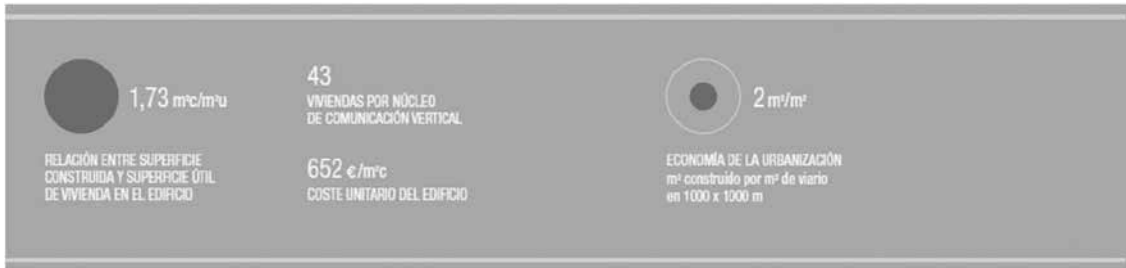 1,73 m²c/m²u
RELACIÓN ENTRE SUPERFICIE
CONSTRUIDA Y SUPERFICIE ÚTIL
DE VIVIENDA EN EL EDIFICIO
43
VIVIENDAS POR NÚCLEO
DE COMUNICACIÓN VERTICAL
652 €/m²c
COSTE UNITARIO DEL EDIFICIO
2 m²/m²
ECONOMÍA DE LA URBANIZACIÓN
m² construido por m² de viario
en 1000 x 1000 m